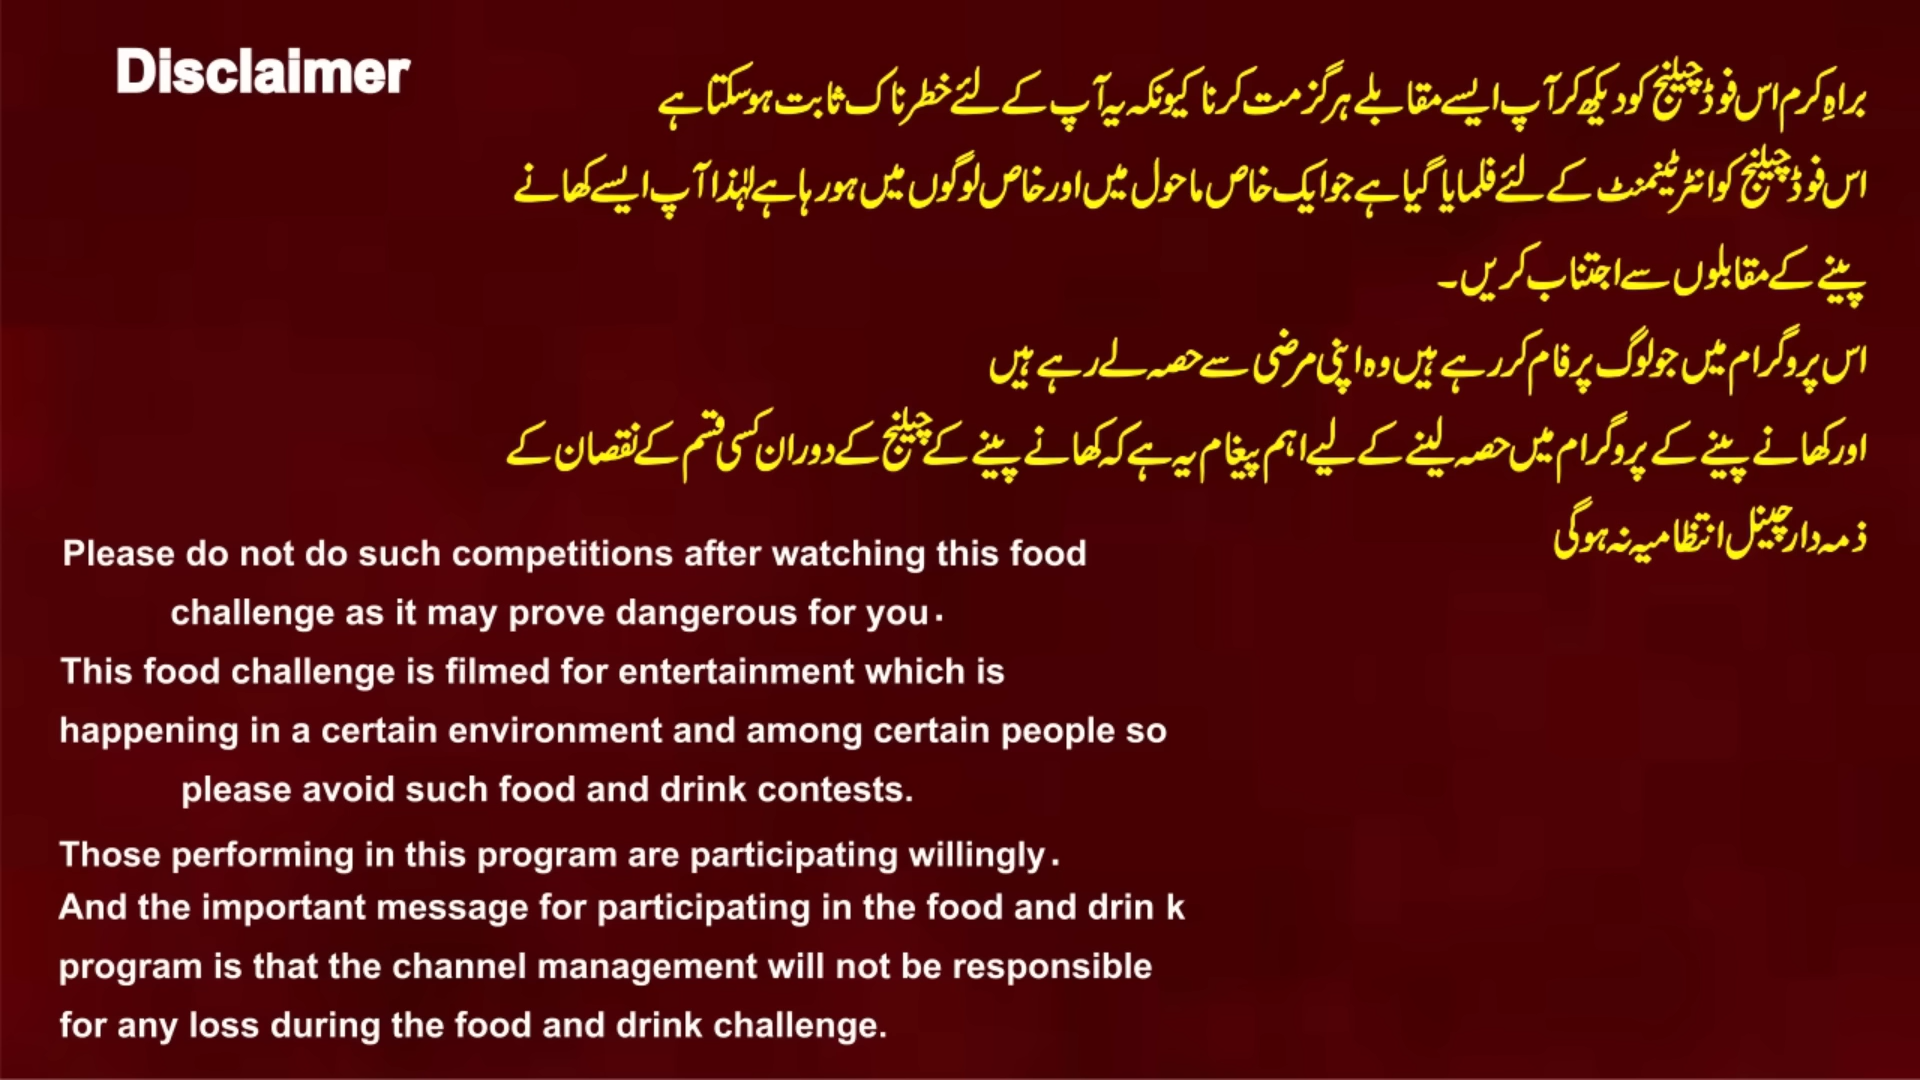 Disclaimer
براہِ کرم اس فوڈ چیلنج کو دیکھ کر آپ ایسے مقابلے ہرگز مت کرنا کیونکہ یہ آپ کے لئے خطرناک ثابت ہو سکتا ہے
اس فوڈ چیلنج کو انٹرٹینمنٹ کے لئے فلمایا گیا ہے جو ایک خاص ماحول میں اور خاص لوگوں میں ہو رہا ہے لہٰذا آپ ایسے کھانے
پینے کے مقابلوں سے اجتناب کریں۔
اس پروگرام میں جو لوگ پرفام کر رہے ہیں وہ اپنی مرضی سے حصہ لے رہے ہیں
اور کھانے پینے کے پروگرام میں حصہ لینے کے لیے اہم پیغام یہ ہے کہ کھانے پینے کے چیلنج کے دوران کسی قسم کے نقصان کے
ذمہ دار چینل انتظامیہ نہ ہوگی
Please do not do such competitions after watching this food
challenge as it may prove dangerous for you.
This food challenge is filmed for entertainment which is
happening in a certain environment and among certain people so
please avoid such food and drink contests.
Those performing in this program are participating willingly.
And the important message for participating in the food and drin k
program is that the channel management will not be responsible
for any loss during the food and drink challenge.